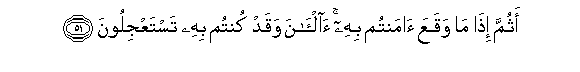 أَثُمَّ إِذَا مَا وَقَعَ ءَامَنتُم بِهِۦٓ ۚ ءَآلْـَٰٔنَ وَقَدْ كُنتُم بِهِۦ تَسْتَعْجِلُونَ ﴿٥١﴾